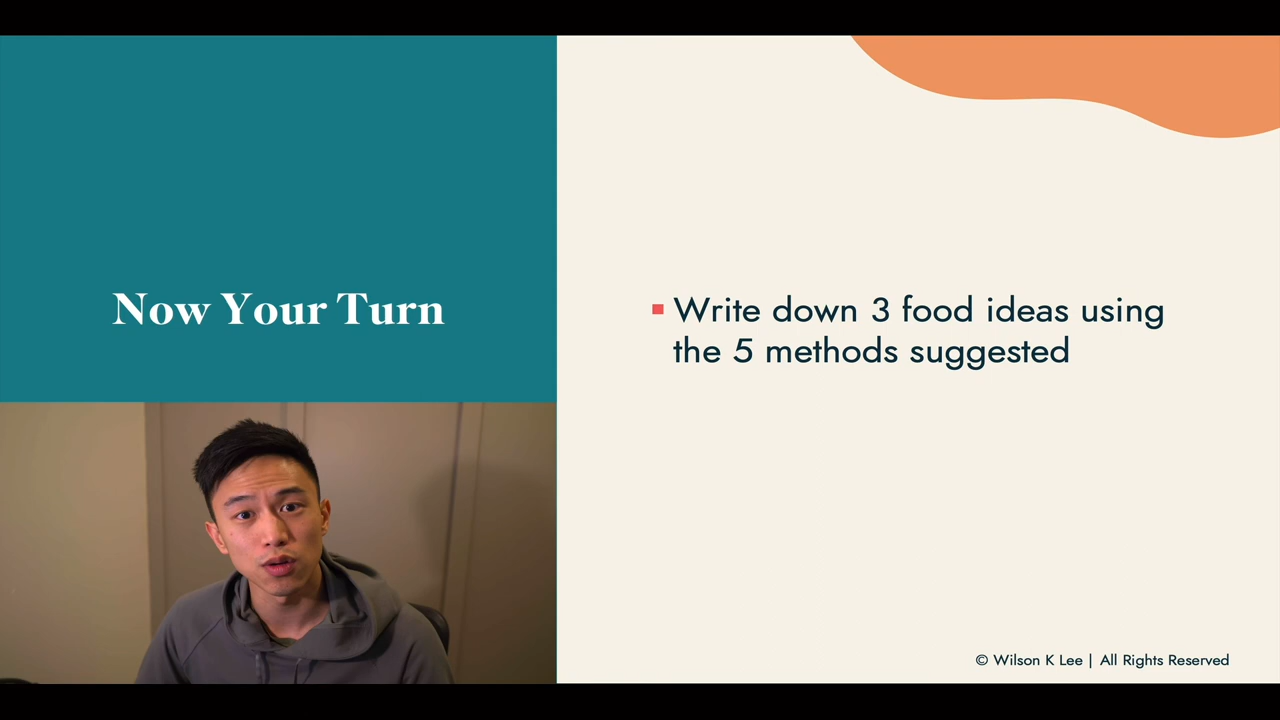 Now Your Turn
Write down 3 food ideas using
the 5 methods suggested
© Wilson K Lee | All Rights Reserved